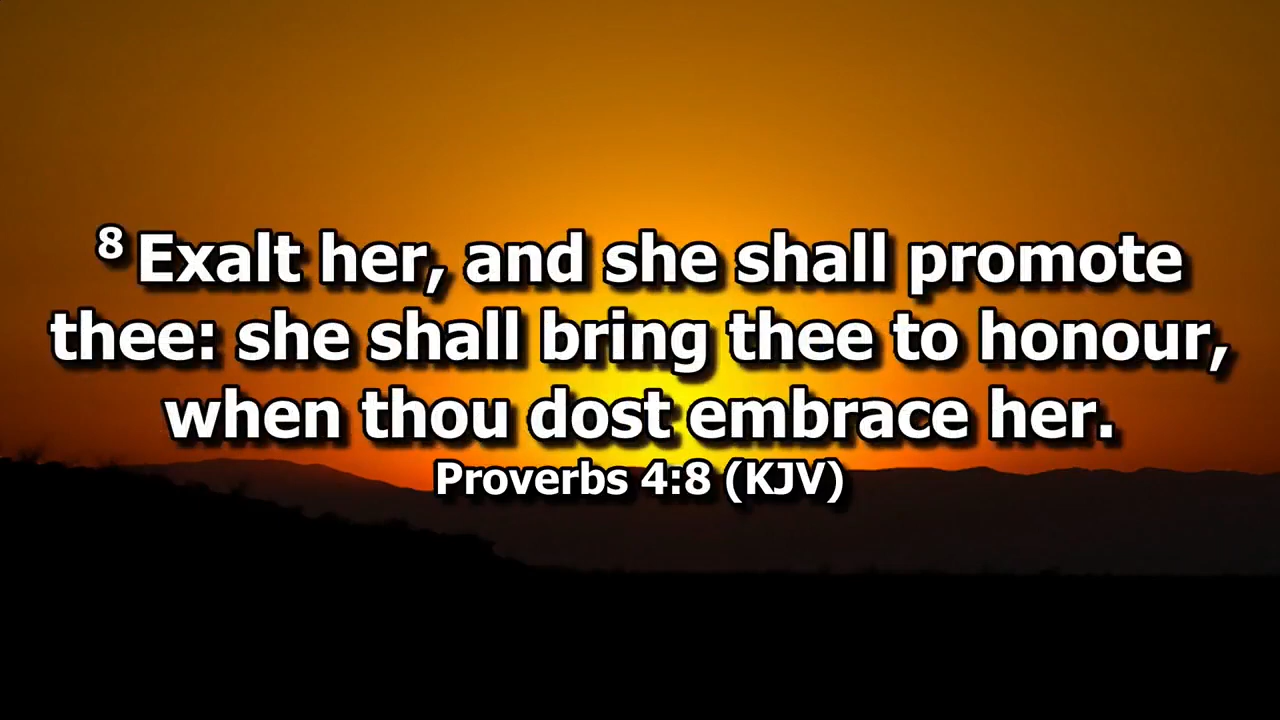 8 Exalt her, and she shall promote
thee: she shall bring thee to honour,
when thou dost embrace her.
Proverbs 4:8 (KJV)